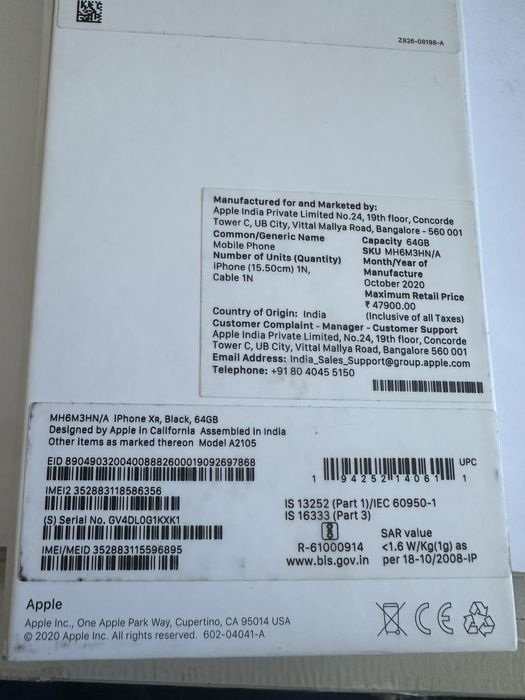 Z826-08198-A
Manufactured for and Marketed by:
Apple India Private Limited No.24, 19th floor, Concorde
Tower C, UB City, Vittal Mallya Road, Bangalore - 560 001
Common/Generic Name
Mobile Phone
Number of Units (Quantity)
iPhone (15.50cm) 1N,
Cable 1N
Capacity 64GB
SKU MH6M3HN/A
Month/Year of
Manufacture
October 2020
Maximum Retail Price
₹ 47900.00
(Inclusive of all Taxes)
Country of Origin: India
Customer Complaint - Manager - Customer Support
Apple India Private Limited, No.24, 19th floor, Concorde
Tower C, UB City, Vittal Mallya Road, Bangalore 560 001
Email Address: India_Sales_Support@group.apple.com
Telephone: +91 80 4045 5150
MH6M3HN/A iPhone XR, Black, 64GB
Designed by Apple in California Assembled in India
Other items as marked thereon Model A2105
EID 89049032004008882600019092697868
IMEI2 352883118586356
(S) Serial No. GV4DL0G1KXK1
IMEI/MEID 352883115596895
UPC
1 94252 14061 1
IS 13252 (Part 1)/IEC 60950-1
IS 16333 (Part 3)
R-61000914
www.bis.gov.in
SAR value
<1.6 W/Kg(1g) as
per 18-10/2008-IP
Apple
Apple Inc., One Apple Park Way, Cupertino, CA 95014 USA
© 2020 Apple Inc. All rights reserved. 602-04041-A
CE